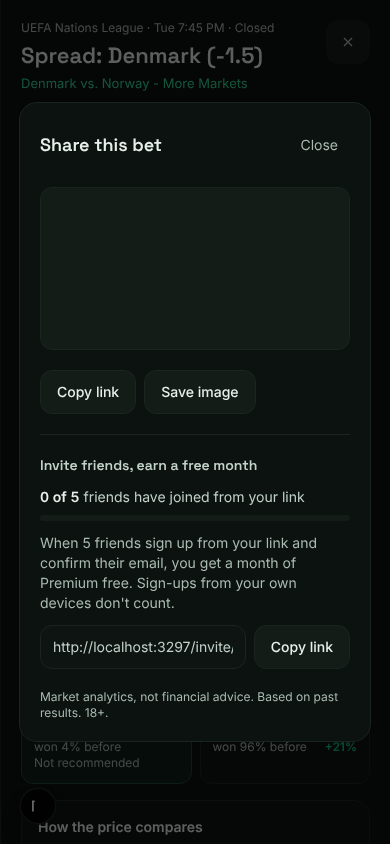 UEFA Nations League · Tue 7:45 PM · Closed
Spread: Denmark (-1.5)
Denmark vs. Norway - More Markets
Share this bet
Close
Copy link
Save image
Invite friends, earn a free month
0 of 5 friends have joined from your link
When 5 friends sign up from your link and
confirm their email, you get a month of
Premium free. Sign-ups from your own
devices don't count.
http://localhost:3297/invite/
Copy link
Market analytics, not financial advice. Based on past
results. 18+.
won 4% before
Not recommended
won 96% before +21%
How the price compares